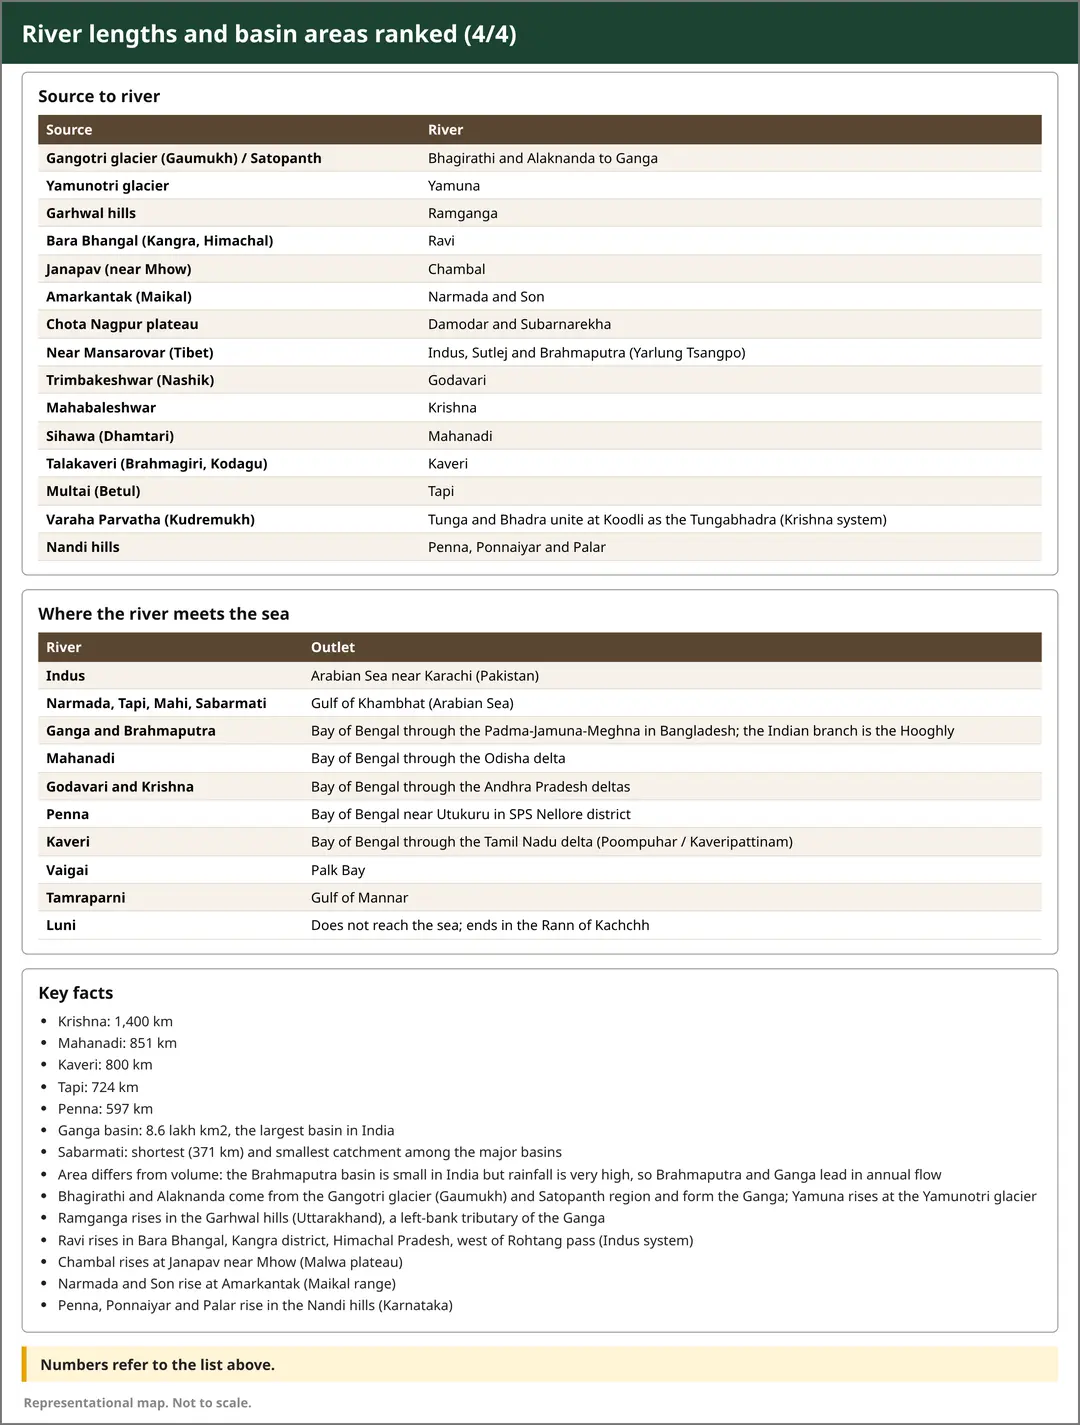 River lengths and basin areas ranked (4/4)
Source to river
Source River
Gangotri glacier (Gaumukh) / Satopanth Bhagirathi and Alaknanda to Ganga
Yamunotri glacier Yamuna
Garhwal hills Ramganga
Bara Bhangal (Kangra, Himachal) Ravi
Janapav (near Mhow) Chambal
Amarkantak (Maikal) Narmada and Son
Chota Nagpur plateau Damodar and Subarnarekha
Near Mansarovar (Tibet) Indus, Sutlej and Brahmaputra (Yarlung Tsangpo)
Trimbakeshwar (Nashik) Godavari
Mahabaleshwar Krishna
Sihawa (Dhamtari) Mahanadi
Talakaveri (Brahmagiri, Kodagu) Kaveri
Multai (Betul) Tapi
Varaha Parvatha (Kudremukh) Tunga and Bhadra unite at Koodli as the Tungabhadra (Krishna system)
Nandi hills Penna, Ponnaiyar and Palar
Where the river meets the sea
River Outlet
Indus Arabian Sea near Karachi (Pakistan)
Narmada, Tapi, Mahi, Sabarmati Gulf of Khambhat (Arabian Sea)
Ganga and Brahmaputra Bay of Bengal through the Padma-Jamuna-Meghna in Bangladesh; the Indian branch is the Hooghly
Mahanadi Bay of Bengal through the Odisha delta
Godavari and Krishna Bay of Bengal through the Andhra Pradesh deltas
Penna Bay of Bengal near Utukuru in SPS Nellore district
Kaveri Bay of Bengal through the Tamil Nadu delta (Poompuhar / Kaveripattinam)
Vaigai Palk Bay
Tamraparni Gulf of Mannar
Luni Does not reach the sea; ends in the Rann of Kachchh
Key facts
• Krishna: 1,400 km
• Mahanadi: 851 km
• Kaveri: 800 km
• Tapi: 724 km
• Penna: 597 km
• Ganga basin: 8.6 lakh km2, the largest basin in India
• Sabarmati: shortest (371 km) and smallest catchment among the major basins
• Area differs from volume: the Brahmaputra basin is small in India but rainfall is very high, so Brahmaputra and Ganga lead in annual flow
• Bhagirathi and Alaknanda come from the Gangotri glacier (Gaumukh) and Satopanth region and form the Ganga; Yamuna rises at the Yamunotri glacier
• Ramganga rises in the Garhwal hills (Uttarakhand), a left-bank tributary of the Ganga
• Ravi rises in Bara Bhangal, Kangra district, Himachal Pradesh, west of Rohtang pass (Indus system)
• Chambal rises at Janapav near Mhow (Malwa plateau)
• Narmada and Son rise at Amarkantak (Maikal range)
• Penna, Ponnaiyar and Palar rise in the Nandi hills (Karnataka)
Numbers refer to the list above.
Representational map. Not to scale.